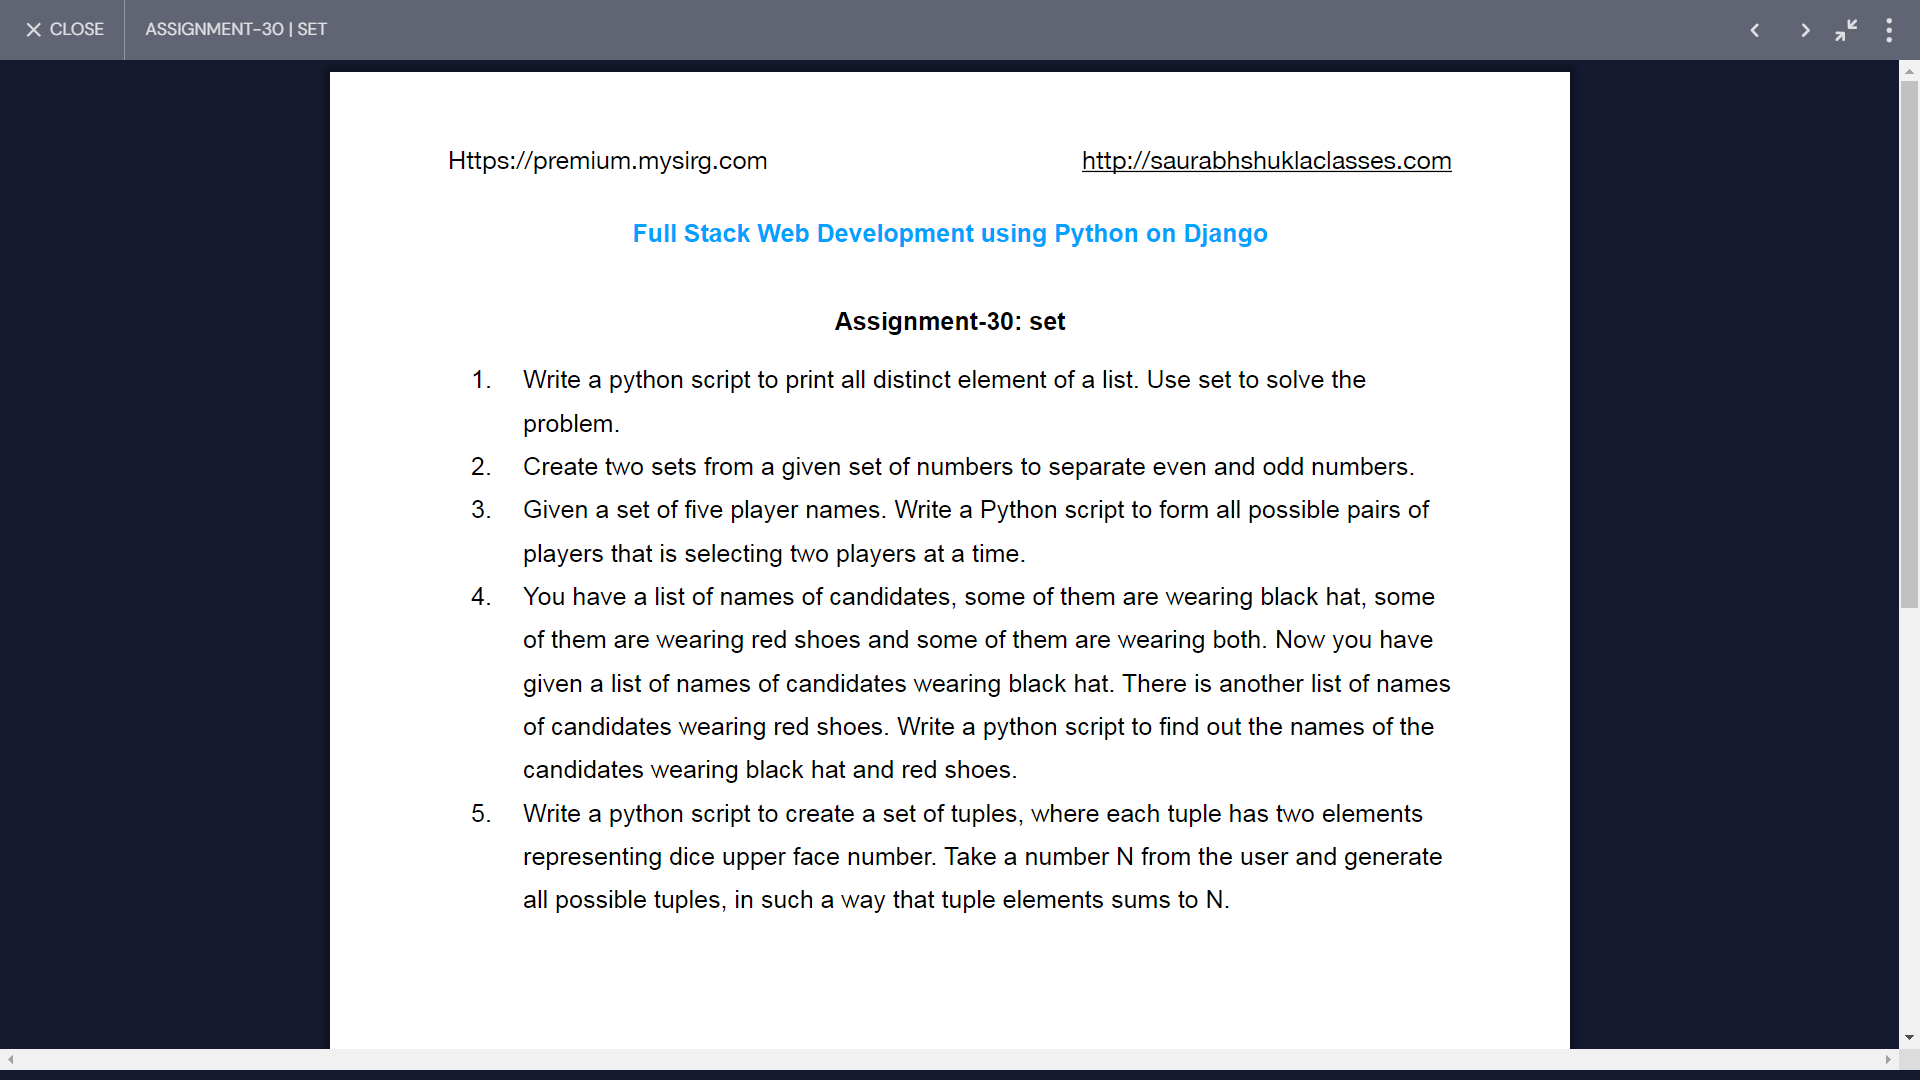 CLOSE
ASSIGNMENT-30 | SET
Https://premium.mysirg.com
http://saurabhshuklaclasses.com
Full Stack Web Development using Python on Django
Assignment-30: set
1. Write a python script to print all distinct element of a list. Use set to solve the
problem.
2. Create two sets from a given set of numbers to separate even and odd numbers.
3. Given a set of five player names. Write a Python script to form all possible pairs of
players that is selecting two players at a time.
4. You have a list of names of candidates, some of them are wearing black hat, some
of them are wearing red shoes and some of them are wearing both. Now you have
given a list of names of candidates wearing black hat. There is another list of names
of candidates wearing red shoes. Write a python script to find out the names of the
candidates wearing black hat and red shoes.
5. Write a python script to create a set of tuples, where each tuple has two elements
representing dice upper face number. Take a number N from the user and generate
all possible tuples, in such a way that tuple elements sums to N.